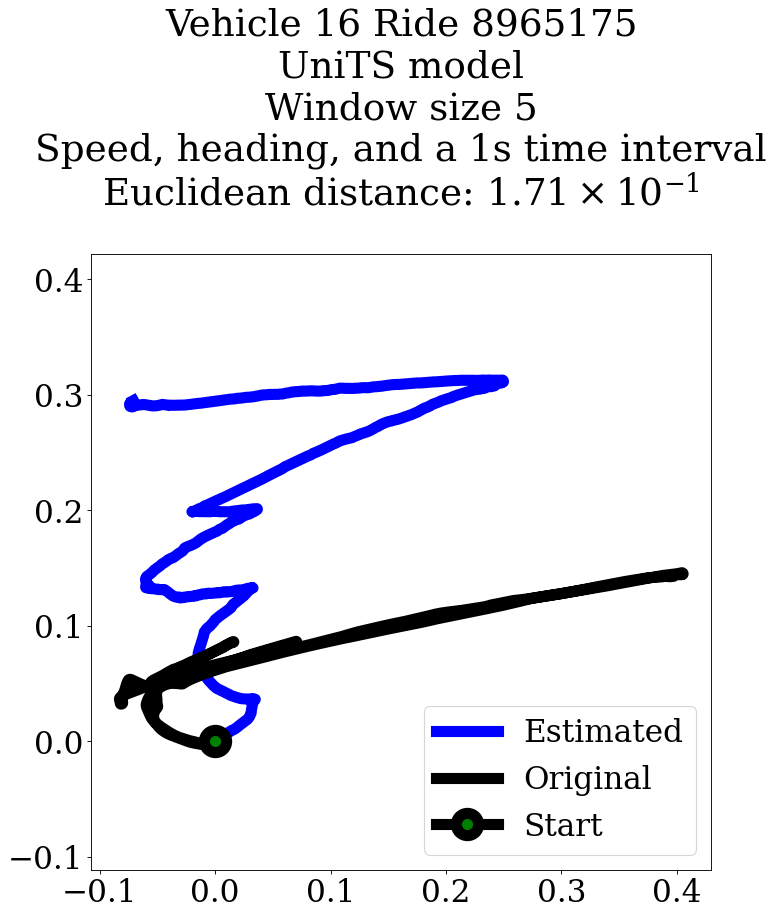 Vehicle 16 Ride 8965175
UniTS model
Window size 5
Speed, heading, and a 1s time interval
Euclidean distance: 1.71 × 10⁻¹
0.4
0.3
0.2
0.1
0.0
−0.1
Estimated
Original
Start
−0.1 0.0 0.1 0.2 0.3 0.4